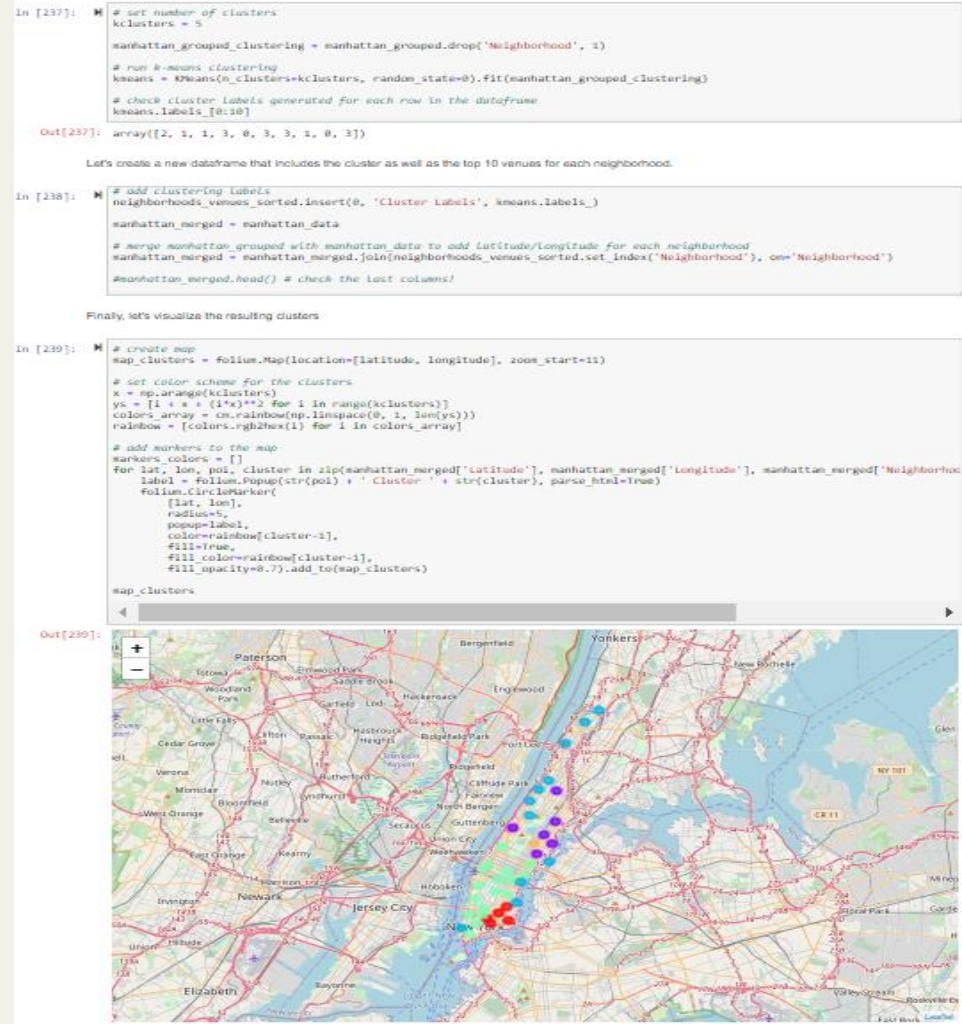 In [237]:
# set number of clusters
kclusters = 5
manhattan_grouped_clustering = manhattan_grouped.drop('Neighborhood', 1)
# run k-means clustering
kmeans = KMeans(n_clusters=kclusters, random_state=0).fit(manhattan_grouped_clustering)
# check cluster labels generated for each row in the dataframe
kmeans.labels_[0:10]
Out[237]: array([2, 1, 1, 3, 0, 3, 3, 1, 0, 3])
Let's create a new dataframe that includes the cluster as well as the top 10 venues for each neighborhood.
In [238]:
# add clustering labels
neighborhoods_venues_sorted.insert(0, 'Cluster Labels', kmeans.labels_)
manhattan_merged = manhattan_data
# merge manhattan_grouped with manhattan_data to add latitude/longitude for each neighborhood
manhattan_merged = manhattan_merged.join(neighborhoods_venues_sorted.set_index('Neighborhood'), on='Neighborhood')
#manhattan_merged.head() # check the last columns!
Finally, let's visualize the resulting clusters
In [239]:
# create map
map_clusters = folium.Map(location=[latitude, longitude], zoom_start=11)
# set color scheme for the clusters
x = np.arange(kclusters)
ys = [i + x + (i*x)**2 for i in range(kclusters)]
colors_array = cm.rainbow(np.linspace(0, 1, len(ys)))
rainbow = [colors.rgb2hex(i) for i in colors_array]
# add markers to the map
markers_colors = []
for lat, lon, poi, cluster in zip(manhattan_merged['Latitude'], manhattan_merged['Longitude'], manhattan_merged['Neighborhoo
label = folium.Popup(str(poi) + ' Cluster ' + str(cluster), parse_html=True)
folium.CircleMarker(
[lat, lon],
radius=5,
popup=label,
color=rainbow[cluster-1],
fill=True,
fill_color=rainbow[cluster-1],
fill_opacity=0.7).add_to(map_clusters)
map_clusters
Out[239]:
+
−
Bergenfield
Yonkers
Paterson
New Rochelle
Totowa
Elmwood Park
Saddle Brook
Englewood
Woodland
Park
Garfield
Lodi
Hackensack
Little Falls
Clifton
Passaic
Hasbrouck
Heights
Ridgefield Park
Fort Lee
Glen
Cedar Grove
Verona
Ridgefield
NY 101
Nutley
Rutherford
Cliffside Park
Fairview
Montclair
Lyndhurst
North Bergen
Bloomfield
West Orange
Belleville
Secaucus
Guttenberg
CR 11
Union City
East Orange
Kearny
Weehawken
Harrison
Hoboken
Irvington
Newark
Jersey City
Floral Park
Garde
Union
Hillside
Elizabeth
Bayonne
Valley Stream
Rockville
East Rock
Leaflet